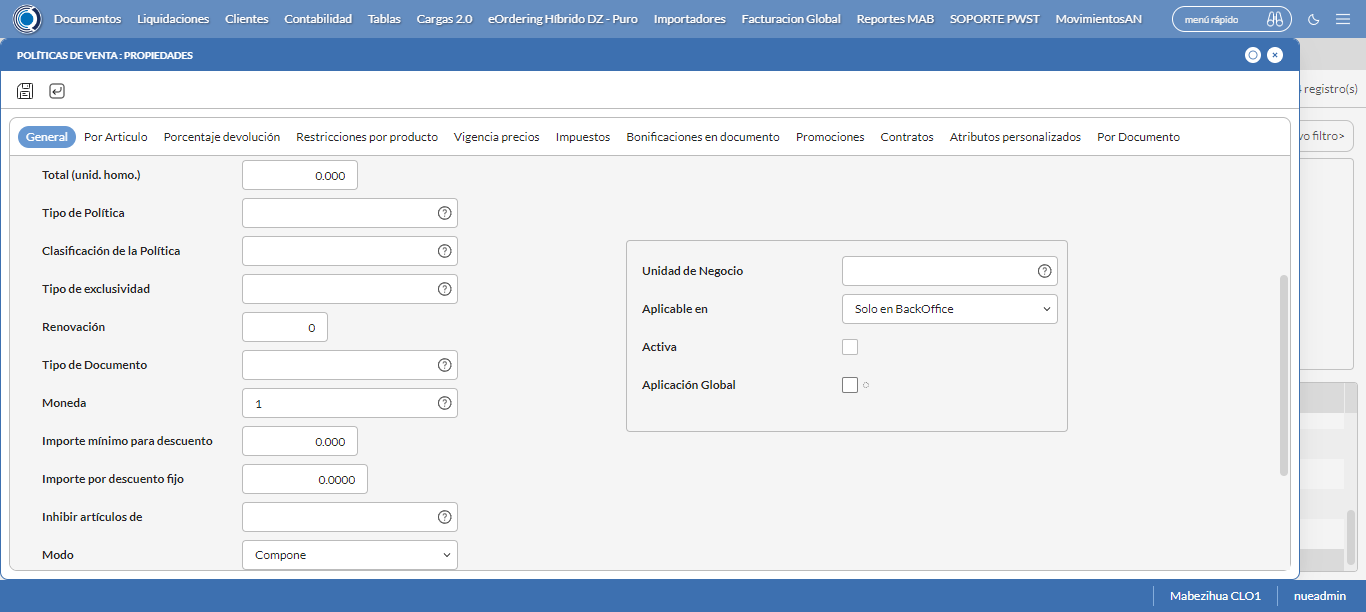 Documentos Liquidaciones Clientes Contabilidad Tablas Cargas 2.0 eOrdering Híbrido DZ - Puro Importadores Facturacion Global Reportes MAB SOPORTE PWST MovimientosAN menú rápido
POLÍTICAS DE VENTA : PROPIEDADES
registro(s)
General Por Articulo Porcentaje devolución Restricciones por producto Vigencia precios Impuestos Bonificaciones en documento Promociones Contratos Atributos personalizados Por Documento
vo filtro>
Total (unid. homo.) 0.000
Tipo de Política
Clasificación de la Política
Unidad de Negocio
Tipo de exclusividad
Aplicable en Solo en BackOffice
Renovación 0
Activa
Tipo de Documento
Aplicación Global
Moneda 1
Importe mínimo para descuento 0.000
Importe por descuento fijo 0.0000
Inhibir artículos de
Modo Compone
Mabezihua CLO1 nueadmin